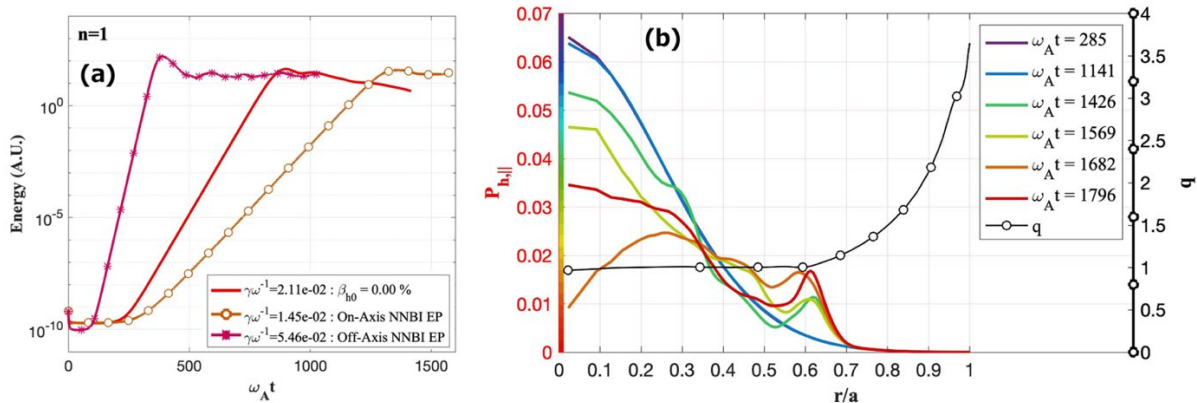 n=1
(a)
Energy (A.U.)
10⁰
10⁻⁵
10⁻¹⁰
γω⁻¹=2.11e-02 : β_h0 = 0.00 %
γω⁻¹=1.45e-02 : On-Axis NNBI EP
γω⁻¹=5.46e-02 : Off-Axis NNBI EP
0 500 1000 1500
ω_A t
(b)
P_h,||
0.07
0.06
0.05
0.04
0.03
0.02
0.01
0
ω_A t = 285
ω_A t = 1141
ω_A t = 1426
ω_A t = 1569
ω_A t = 1682
ω_A t = 1796
q
4
3.5
3
2.5
2
1.5
1
0.5
0
q
0 0.1 0.2 0.3 0.4 0.5 0.6 0.7 0.8 0.9 1
r/a